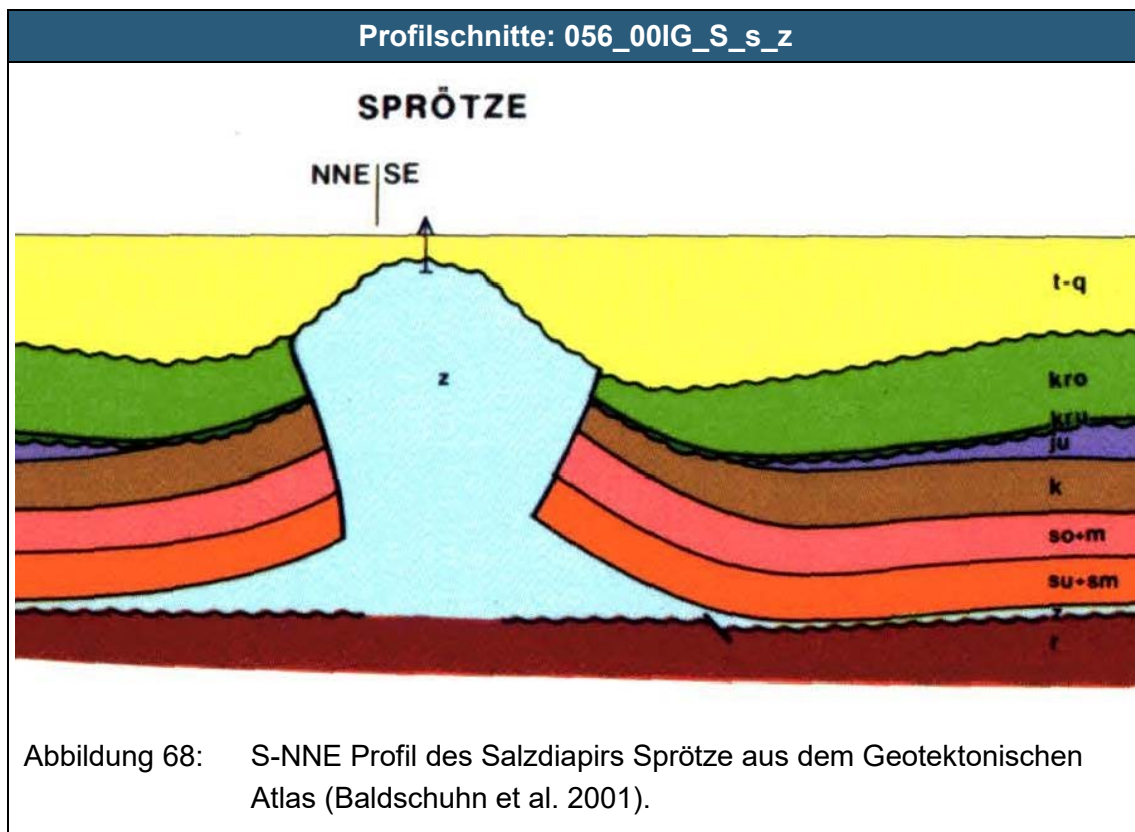 Profilschnitte: 056_00IG_S_s_z
SPRÖTZE
NNE|SE
t-q
z
kro
kru
ju
k
so+m
su+sm
z
r
Abbildung 68: S-NNE Profil des Salzdiapirs Sprötze aus dem Geotektonischen
Atlas (Baldschuhn et al. 2001).